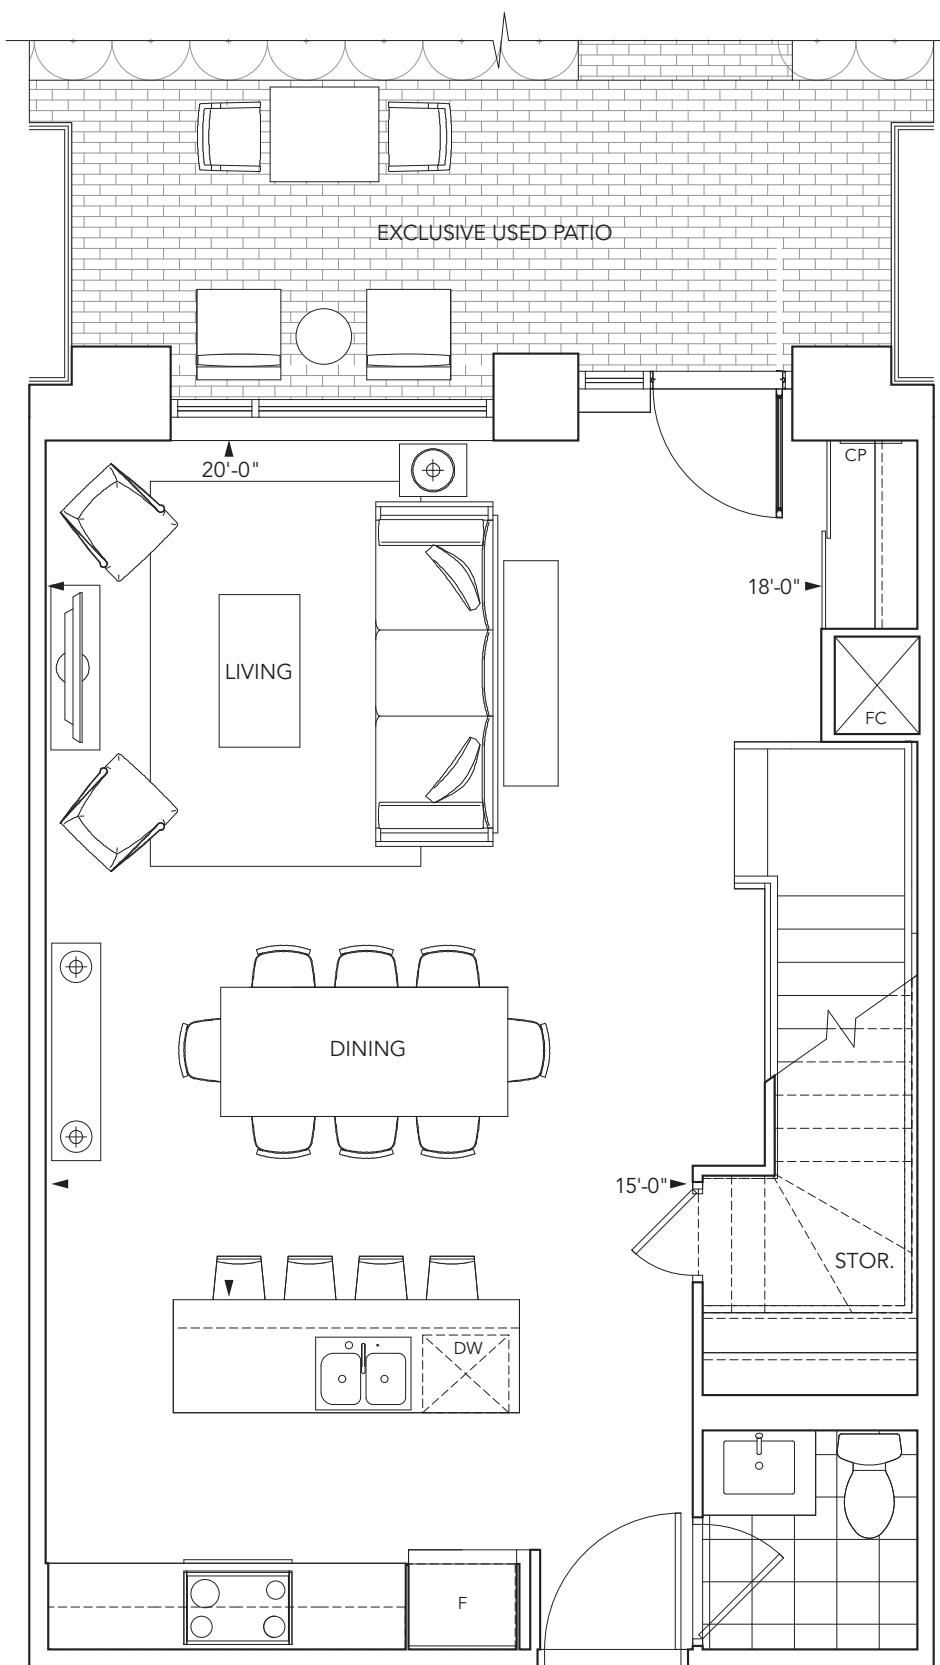 EXCLUSIVE USED PATIO
20'-0"
CP
18'-0"
LIVING
FC
DINING
15'-0"
STOR.
DW
F